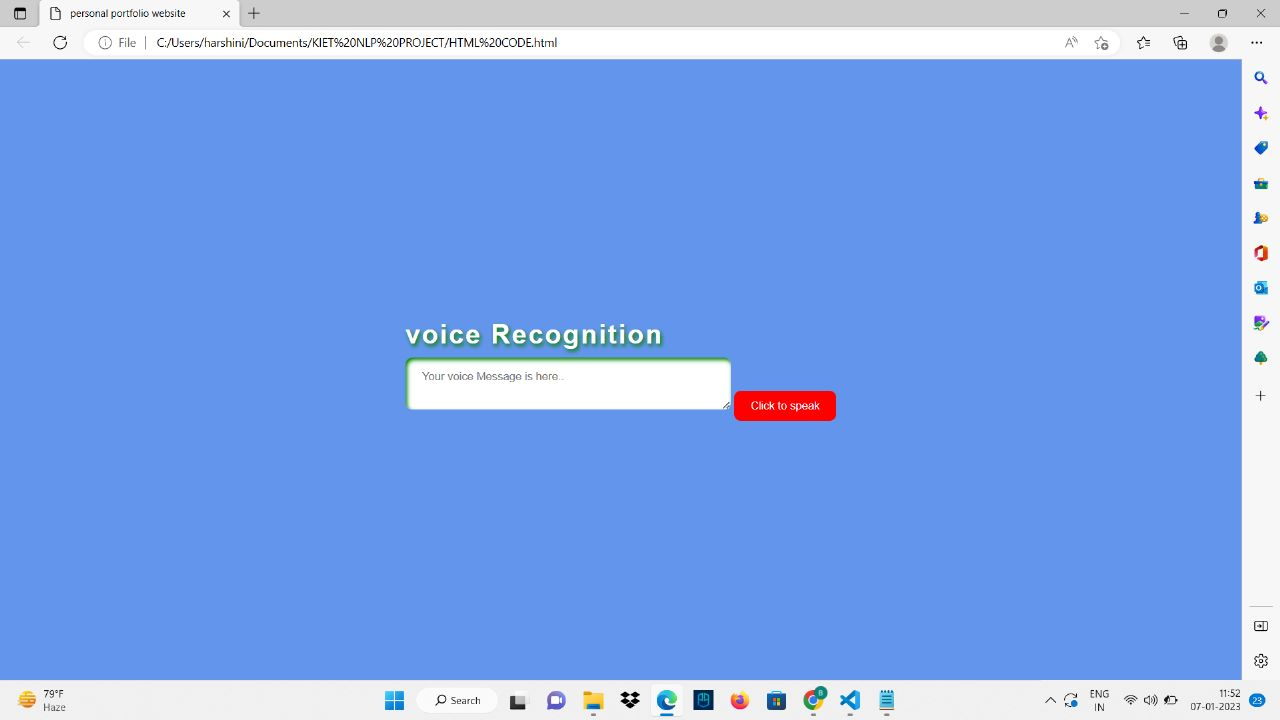 personal portfolio website
File
C:/Users/harshini/Documents/KIET%20NLP%20PROJECT/HTML%20CODE.html
voice Recognition
Your voice Message is here..
Click to speak
79°F
Haze
Search
8
ENG
IN
11:52
07-01-2023
23